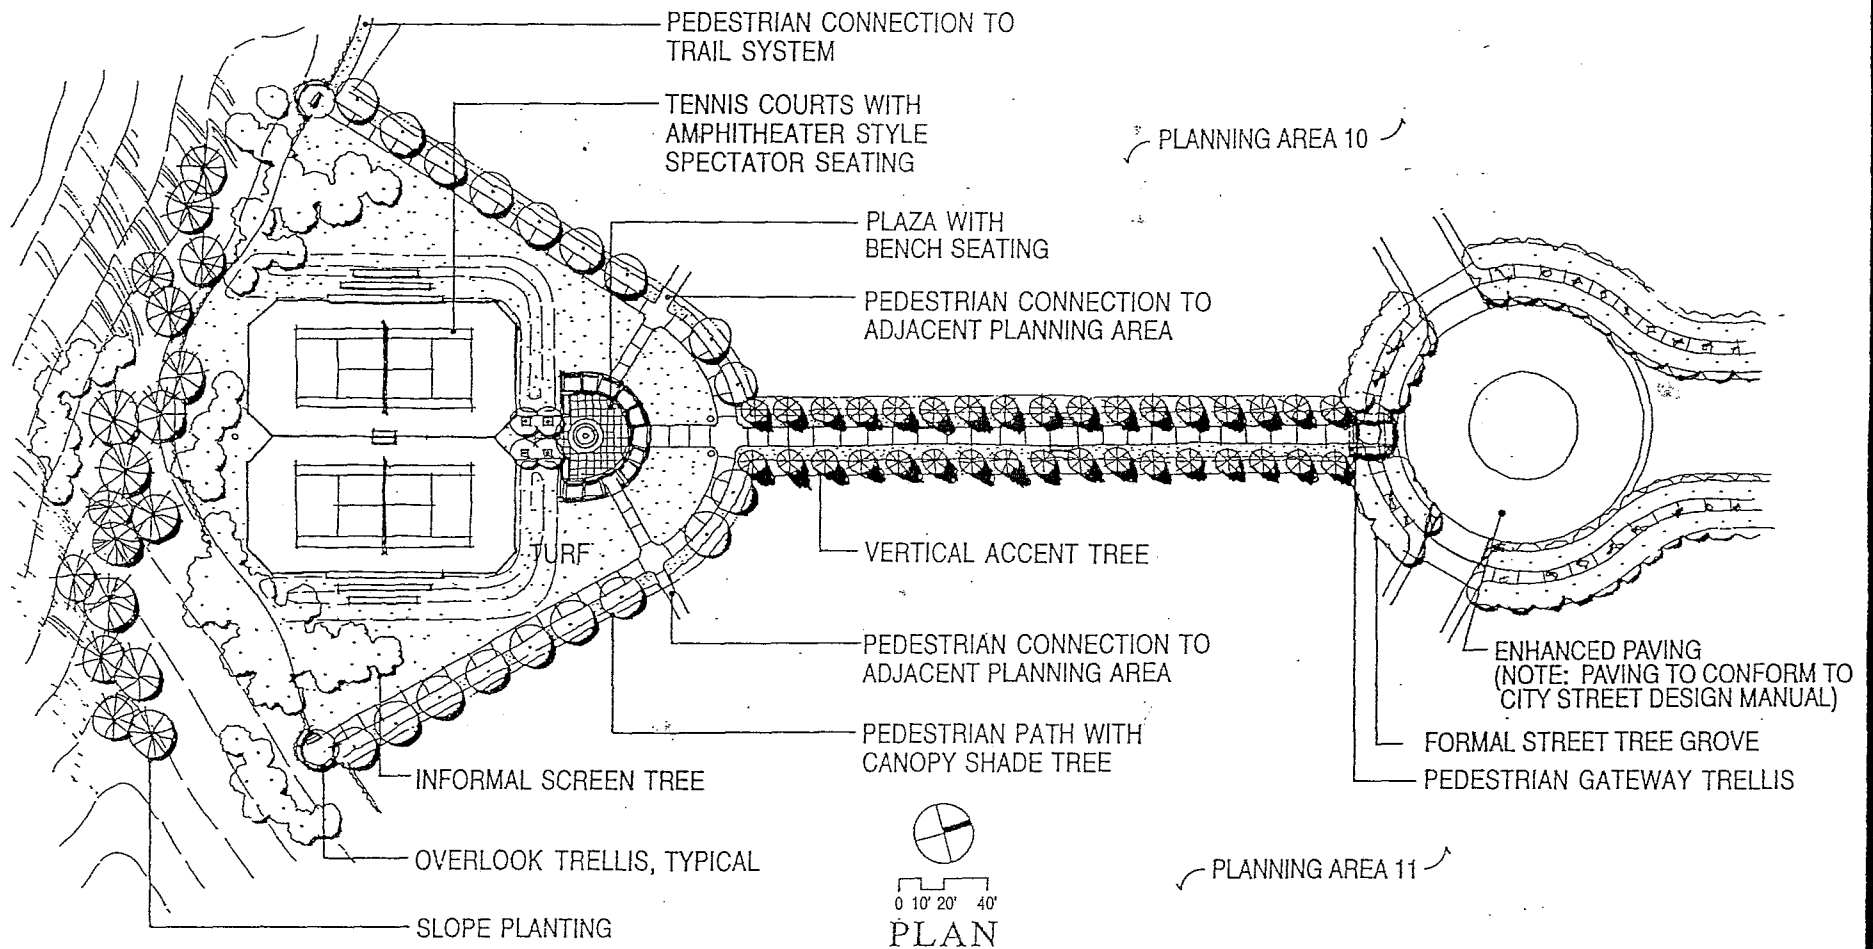 PEDESTRIAN CONNECTION TO
TRAIL SYSTEM
TENNIS COURTS WITH
AMPHITHEATER STYLE
SPECTATOR SEATING
PLANNING AREA 10
PLAZA WITH
BENCH SEATING
PEDESTRIAN CONNECTION TO
ADJACENT PLANNING AREA
TURF
VERTICAL ACCENT TREE
PEDESTRIAN CONNECTION TO
ADJACENT PLANNING AREA
ENHANCED PAVING
(NOTE: PAVING TO CONFORM TO
CITY STREET DESIGN MANUAL)
PEDESTRIAN PATH WITH
CANOPY SHADE TREE
FORMAL STREET TREE GROVE
PEDESTRIAN GATEWAY TRELLIS
INFORMAL SCREEN TREE
OVERLOOK TRELLIS, TYPICAL
PLANNING AREA 11
SLOPE PLANTING
0 10' 20' 40'
PLAN